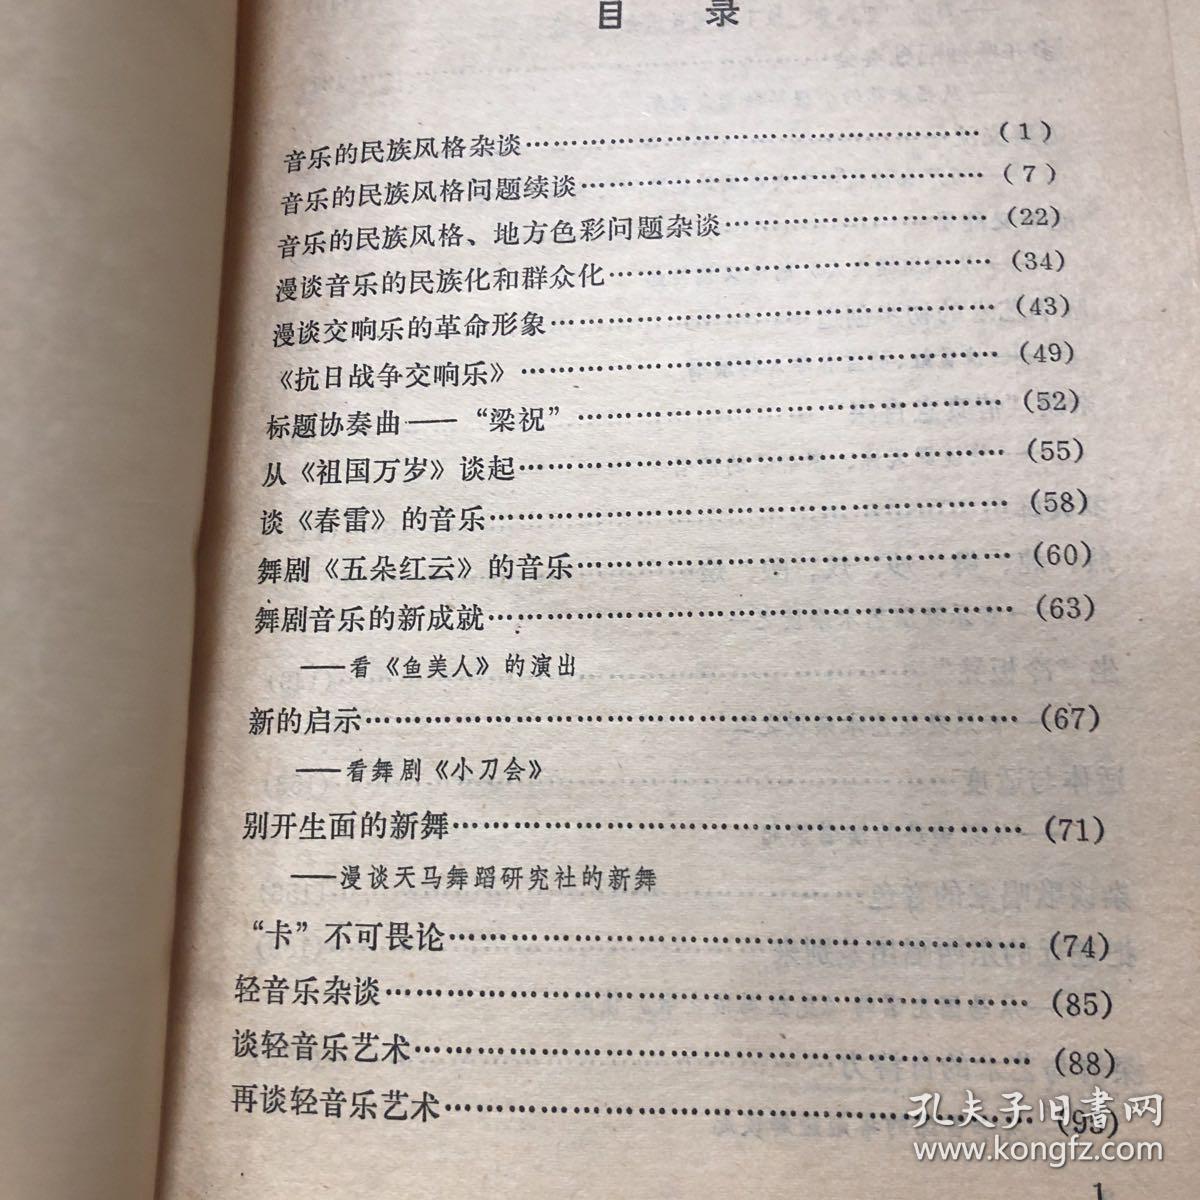 目录
音乐的民族风格杂谈……………………………………(1)
音乐的民族风格问题续谈………………………………(7)
音乐的民族风格、地方色彩问题杂谈…………………(22)
漫谈音乐的民族化和群众化……………………………(34)
漫谈交响乐的革命形象…………………………………(43)
《抗日战争交响乐》……………………………………(49)
标题协奏曲——“梁祝”………………………………(52)
从《祖国万岁》谈起……………………………………(55)
谈《春雷》的音乐………………………………………(58)
舞剧《五朵红云》的音乐………………………………(60)
舞剧音乐的新成就………………………………………(63)
——看《鱼美人》的演出
新的启示…………………………………………………(67)
——看舞剧《小刀会》
别开生面的新舞…………………………………………(71)
——漫谈天马舞蹈研究社的新舞
“卡”不可畏论…………………………………………(74)
轻音乐杂谈………………………………………………(85)
谈轻音乐艺术……………………………………………(88)
再谈轻音乐艺术…………………………………………(95)
孔夫子旧書网
www.kongfz.com
1